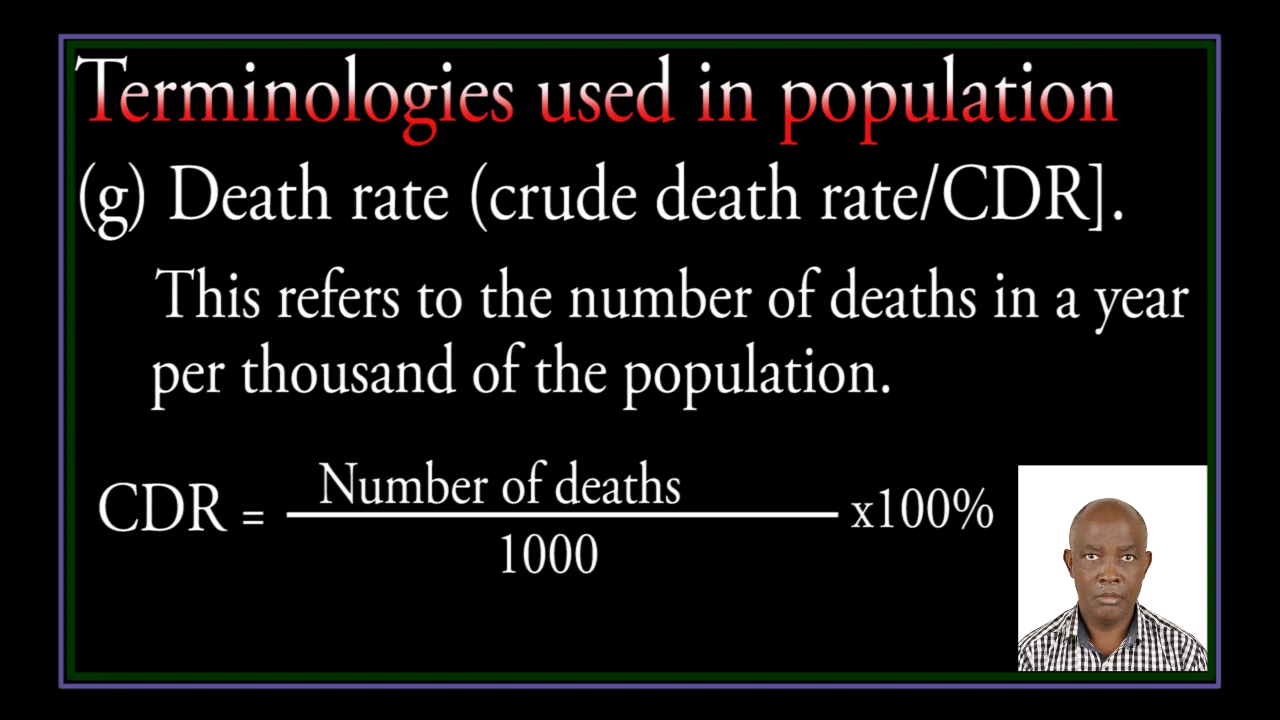 Terminologies used in population
(g) Death rate (crude death rate/CDR].
This refers to the number of deaths in a year
per thousand of the population.
CDR = Number of deaths x100%
1000